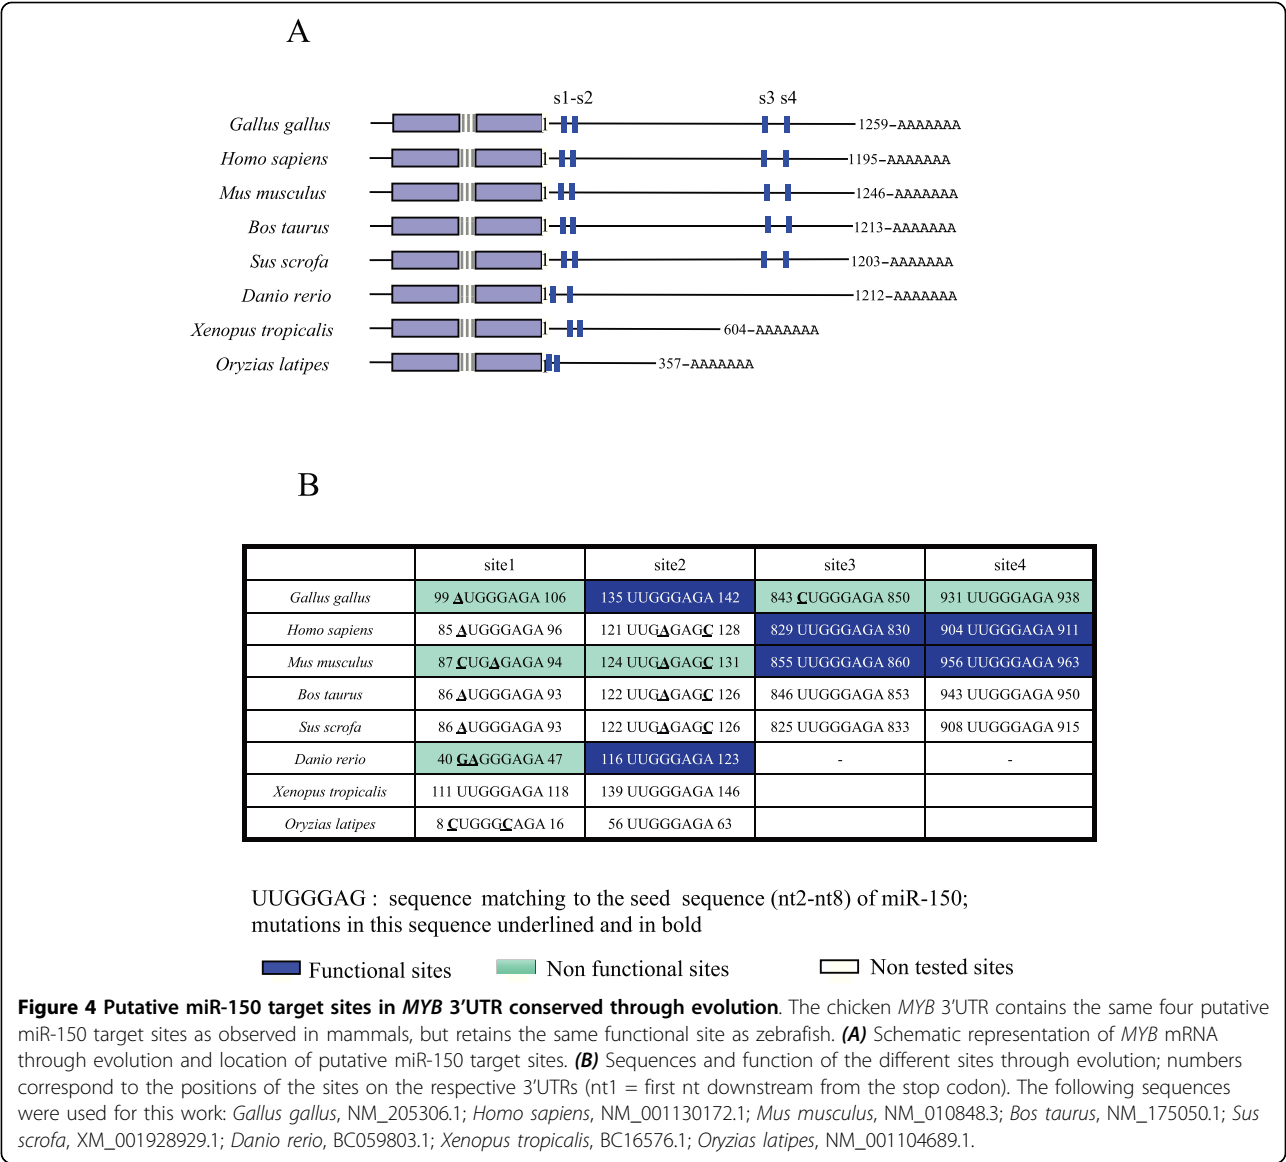 A
s1-s2 s3 s4
Gallus gallus 1 1259-AAAAAAA
Homo sapiens 1 1195-AAAAAAA
Mus musculus 1 1246-AAAAAAA
Bos taurus 1 1213-AAAAAAA
Sus scrofa 1 1203-AAAAAAA
Danio rerio 1 1212-AAAAAAA
Xenopus tropicalis 1 604-AAAAAAA
Oryzias latipes 1 357-AAAAAAA
B
site1 site2 site3 site4
Gallus gallus 99 AUGGGAGA 106 135 UUGGGAGA 142 843 CUGGGAGA 850 931 UUGGGAGA 938
Homo sapiens 85 AUGGGAGA 96 121 UUGAGAGC 128 829 UUGGGAGA 830 904 UUGGGAGA 911
Mus musculus 87 CUGAGAGA 94 124 UUGAGAGC 131 855 UUGGGAGA 860 956 UUGGGAGA 963
Bos taurus 86 AUGGGAGA 93 122 UUGAGAGC 126 846 UUGGGAGA 853 943 UUGGGAGA 950
Sus scrofa 86 AUGGGAGA 93 122 UUGAGAGC 126 825 UUGGGAGA 833 908 UUGGGAGA 915
Danio rerio 40 GAGGGAGA 47 116 UUGGGAGA 123 - -
Xenopus tropicalis 111 UUGGGAGA 118 139 UUGGGAGA 146
Oryzias latipes 8 CUGGGCAGA 16 56 UUGGGAGA 63
UUGGGAG : sequence matching to the seed sequence (nt2-nt8) of miR-150;
mutations in this sequence underlined and in bold
Functional sites Non functional sites Non tested sites
Figure 4 Putative miR-150 target sites in MYB 3'UTR conserved through evolution. The chicken MYB 3'UTR contains the same four putative
miR-150 target sites as observed in mammals, but retains the same functional site as zebrafish. (A) Schematic representation of MYB mRNA
through evolution and location of putative miR-150 target sites. (B) Sequences and function of the different sites through evolution; numbers
correspond to the positions of the sites on the respective 3'UTRs (nt1 = first nt downstream from the stop codon). The following sequences
were used for this work: Gallus gallus, NM_205306.1; Homo sapiens, NM_001130172.1; Mus musculus, NM_010848.3; Bos taurus, NM_175050.1; Sus
scrofa, XM_001928929.1; Danio rerio, BC059803.1; Xenopus tropicalis, BC16576.1; Oryzias latipes, NM_001104689.1.